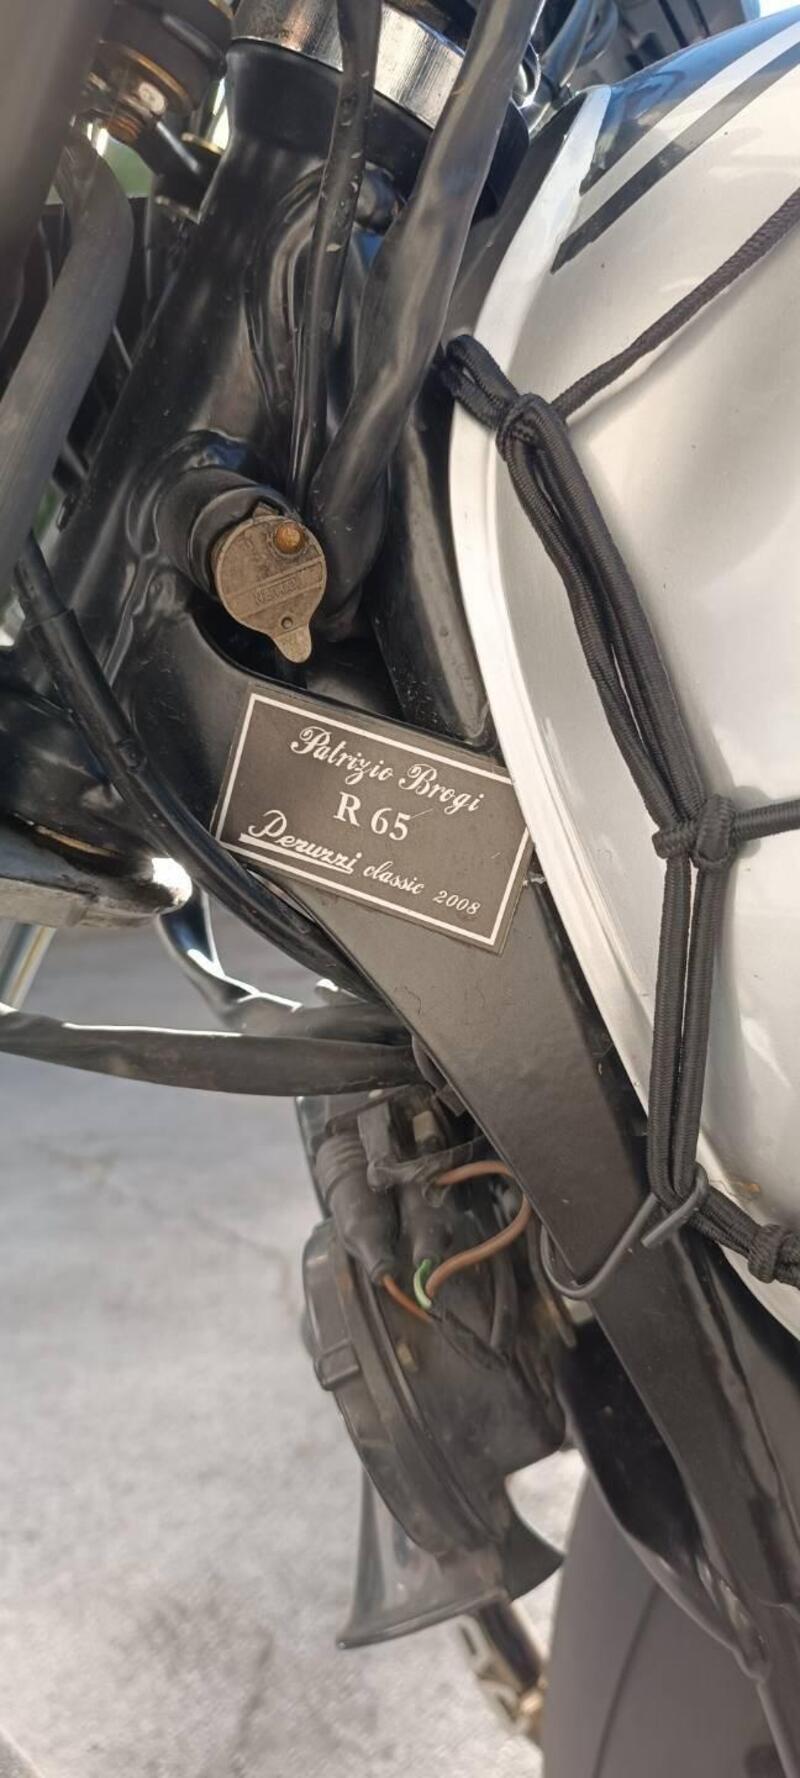 Patrizio Brogi
R 65
Peruzzi classic 2008